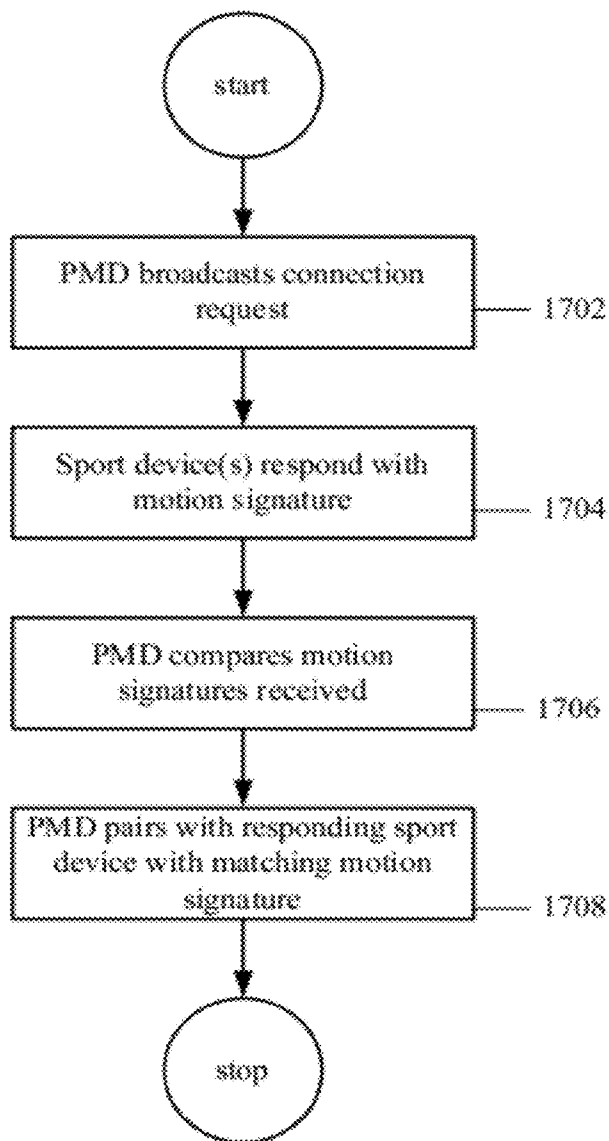 start
PMD broadcasts connection
request
1702
Sport device(s) respond with
motion signature
1704
PMD compares motion
signatures received
1706
PMD pairs with responding sport
device with matching motion
signature
1708
stop